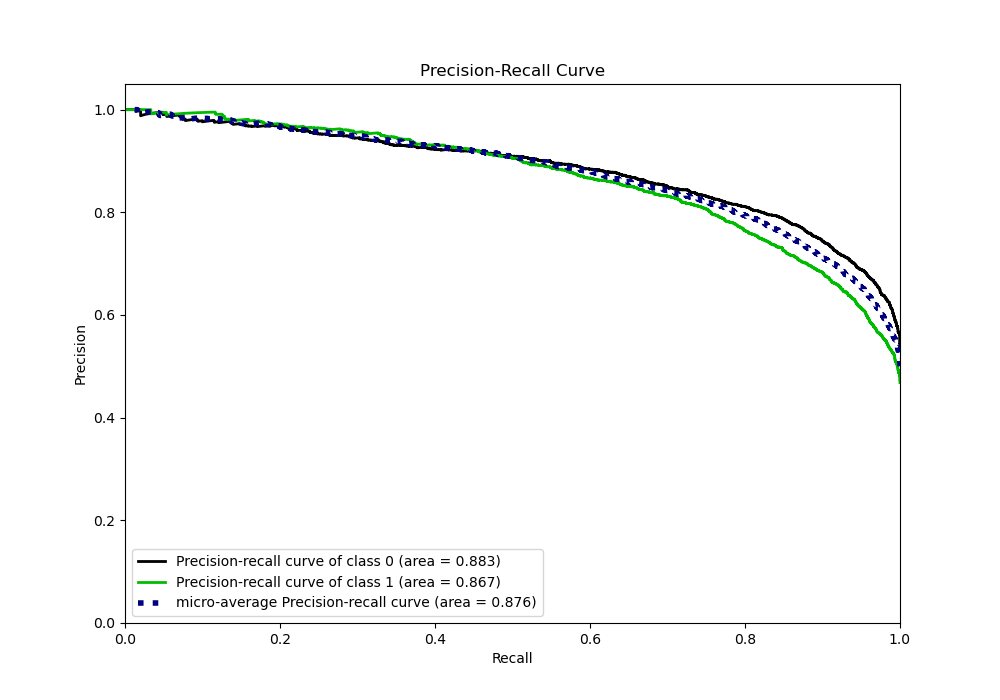 Precision-Recall Curve
1.0
0.8
0.6
0.4
0.2
0.0
Precision
Precision-recall curve of class 0 (area = 0.883)
Precision-recall curve of class 1 (area = 0.867)
micro-average Precision-recall curve (area = 0.876)
0.0 0.2 0.4 0.6 0.8 1.0
Recall